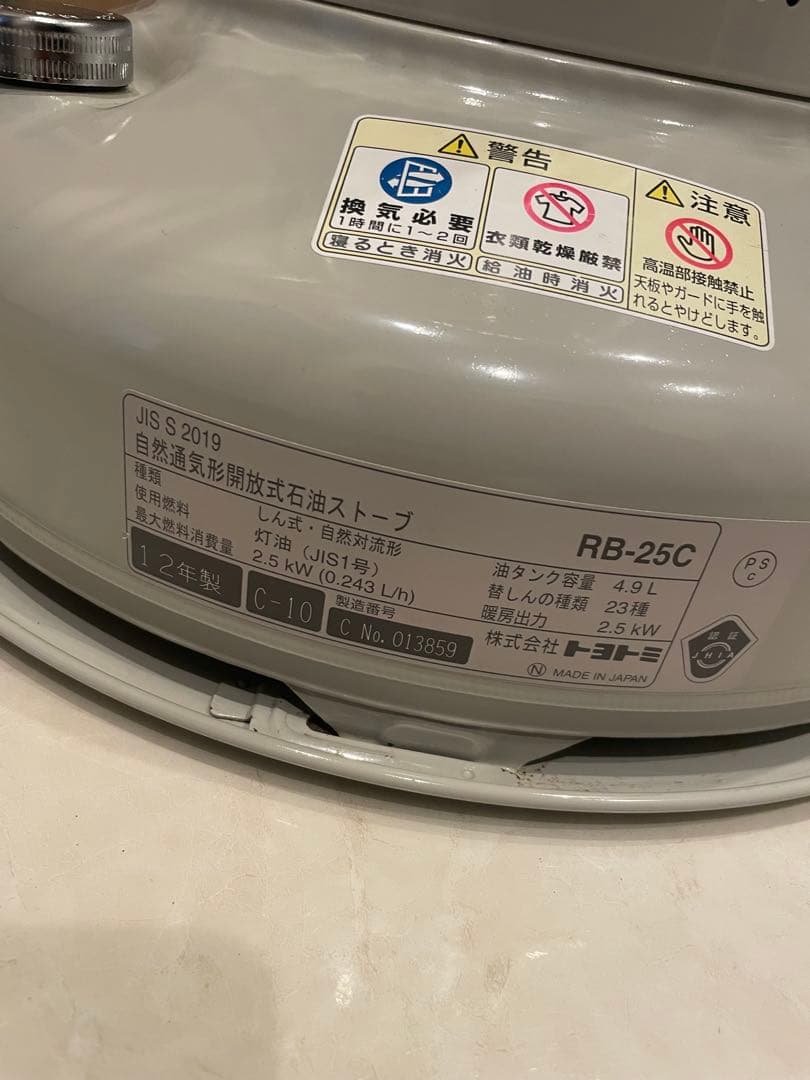 警告
換気必要
1時間に1〜2回
寝るとき消火
衣類乾燥厳禁
給油時消火
注意
高温部接触禁止
天板やガードに手を触
れるとやけどします。
JIS S 2019
自然通気形開放式石油ストーブ
RB-25C
種類 しん式・自然対流形
使用燃料 灯油（JIS1号）
最大燃料消費量 2.5 kW (0.243 L/h)
油タンク容量 4.9 L
替しんの種類 23種
暖房出力 2.5 kW
12年製
C-10
製造番号
C No. 013859
株式会社 トヨトミ
N MADE IN JAPAN
PS
C
認証
JHIA